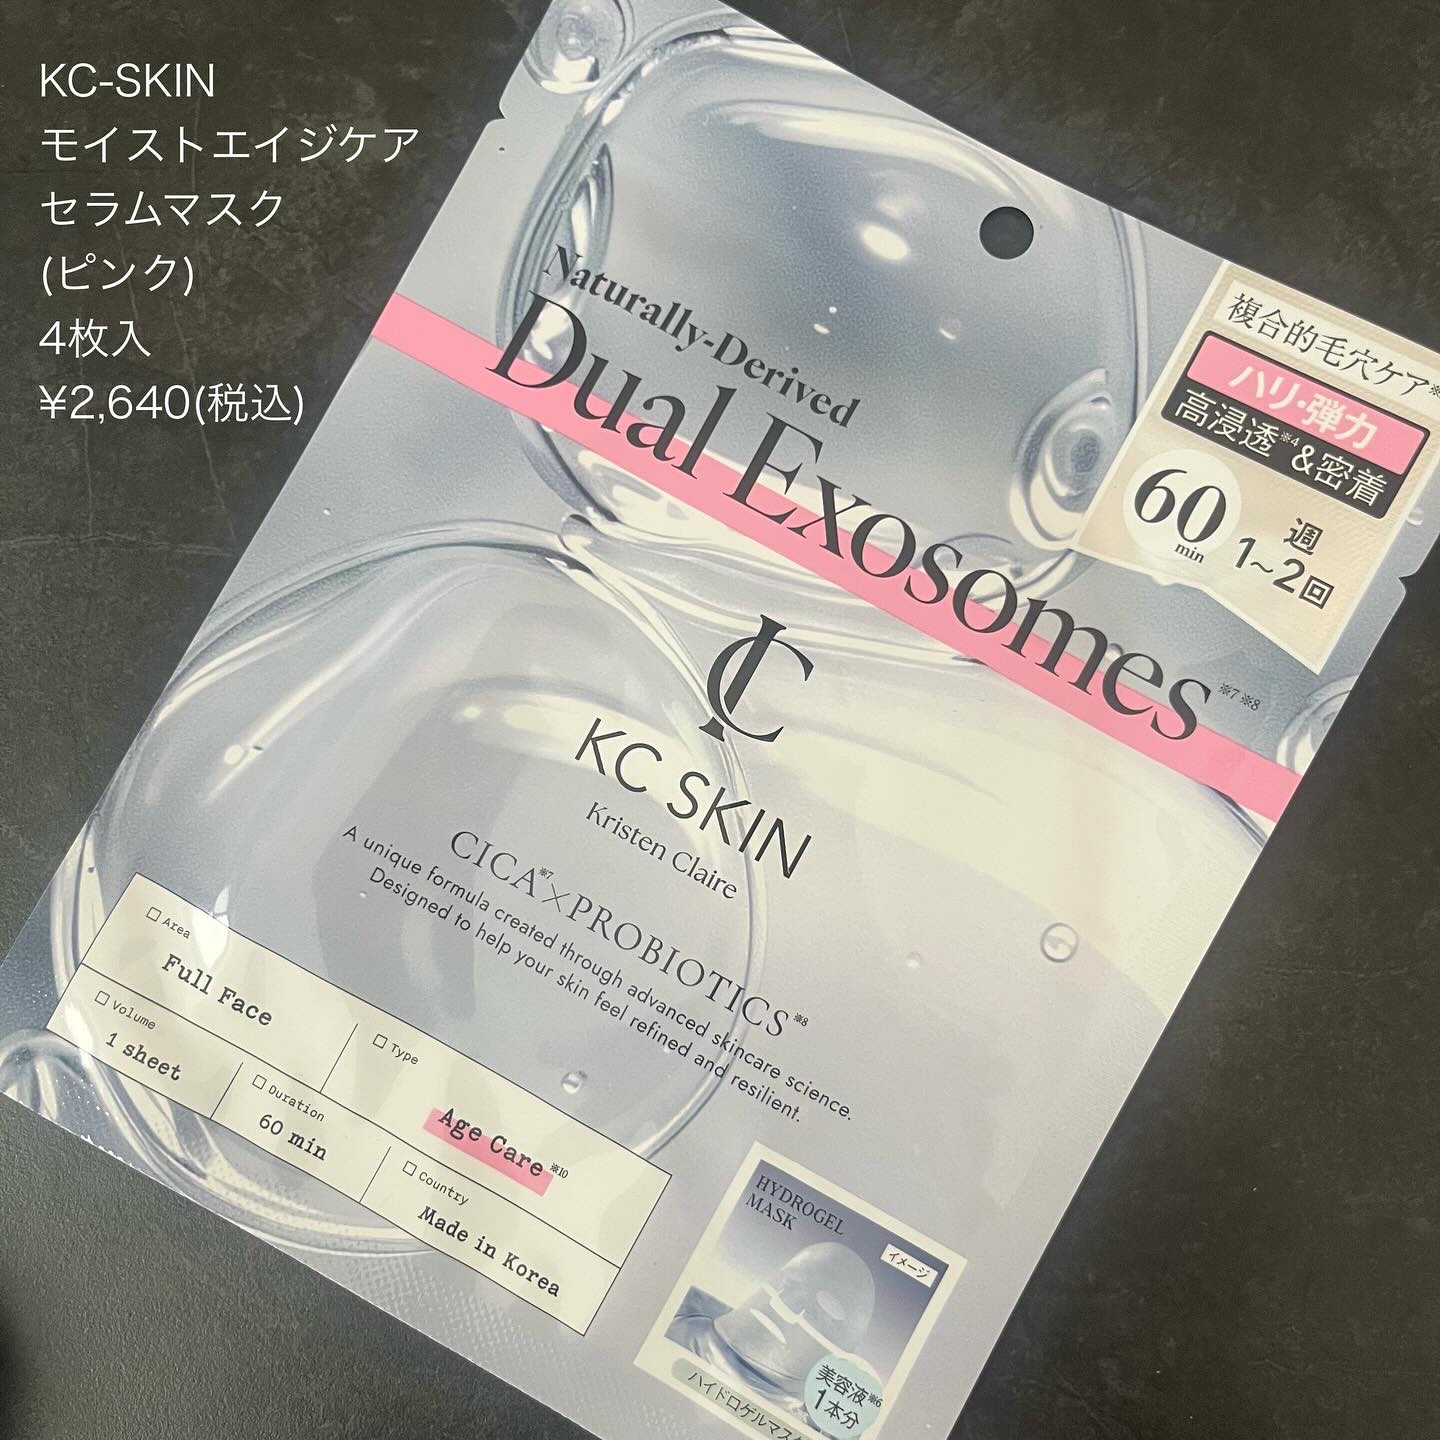 KC-SKIN
モイストエイジケア
セラムマスク
(ピンク)
4枚入
¥2,640(税込)
複合的毛穴ケア
ハリ・弾力
高浸透※4&密着
60
min
週
1~2回
Naturally-Derived
Dual Exosomes※7※8
KC SKIN
Kristen Claire
CICA※7×PROBIOTICS※8
A unique formula created through advanced skincare science.
Designed to help your skin feel refined and resilient.
Area
Full Face
Type
Age Care※10
Volume
1 sheet
Duration
60 min
Country
Made in Korea
HYDROGEL
MASK
イメージ
美容液※6
1本分
ハイドロゲルマスク